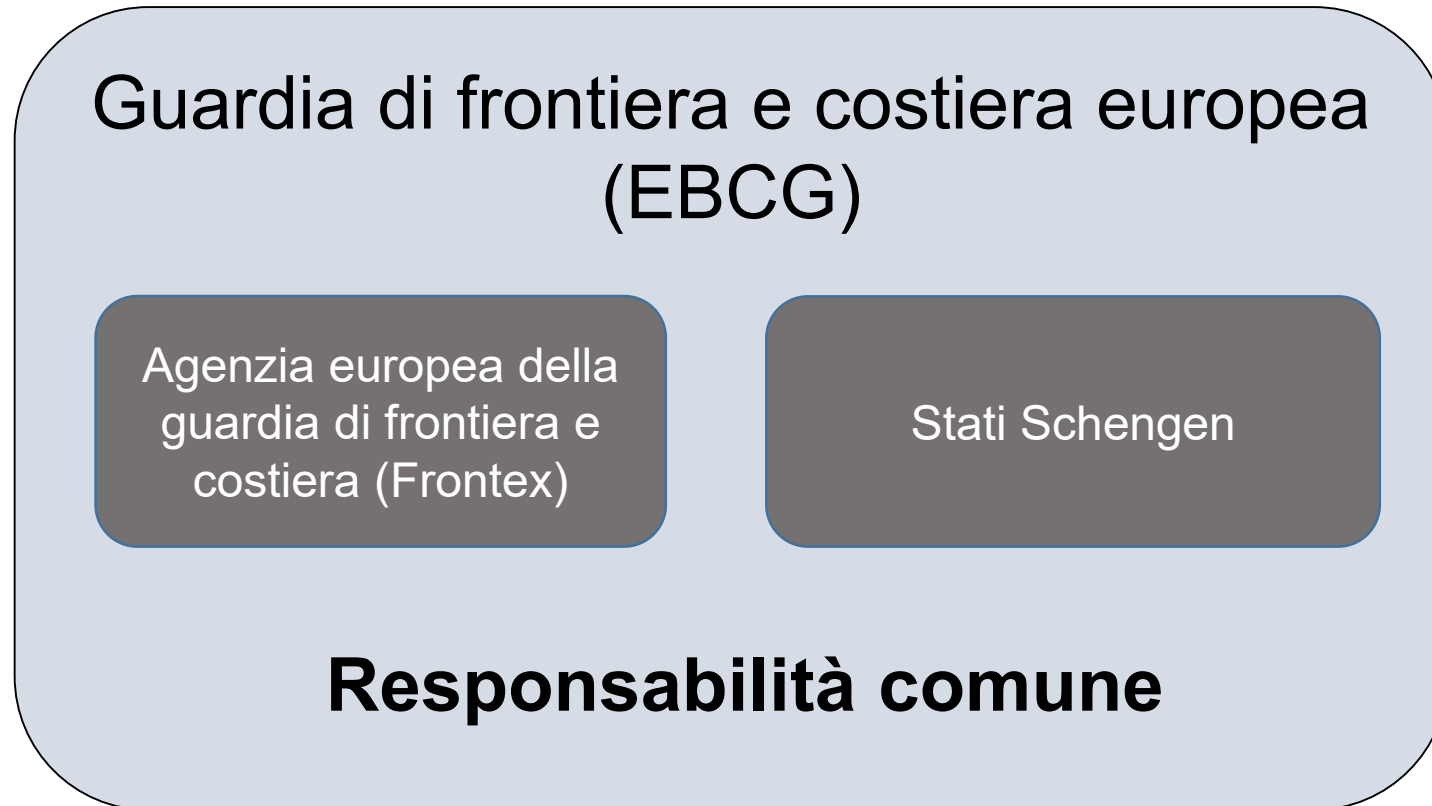 Guardia di frontiera e costiera europea
(EBCG)
Agenzia europea della
guardia di frontiera e
costiera (Frontex)
Stati Schengen
Responsabilità comune